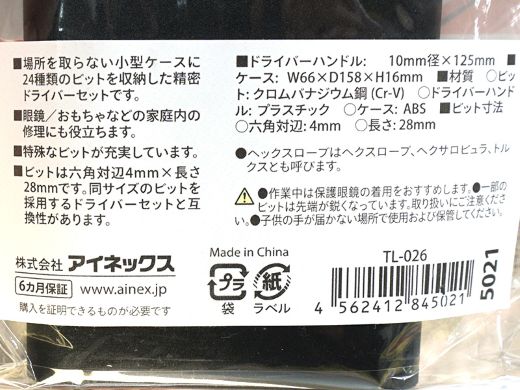 ■場所を取らない小型ケースに
24種類のビットを収納した精密
ドライバーセットです。
■眼鏡／おもちゃなどの家庭内の
修理にも役立ちます。
■特殊なビットが充実しています。
■ビットは六角対辺4mm×長さ
28mmです。同サイズのビットを
採用するドライバーセットと互
換性があります。
株式会社 アイネックス
6カ月保証 www.ainex.jp
購入を証明できるものが必要です
■ドライバーハンドル: 10mm径×125mm ■
ケース: W66×D158×H16mm ■材質 ○ビッ
ト: クロムバナジウム鋼 (Cr-V) ○ドライバーハンド
ル: プラスチック ○ケース: ABS ■ビット寸法
○六角対辺: 4mm ○長さ: 28mm
●ヘックスローブはヘクスローブ、ヘクサロビュラ、トル
クスとも呼びます。
●作業中は保護眼鏡の着用をおすすめします。●一部の
ビットは先端が鋭くなっています。取り扱いにご注意くださ
い。●子供の手が届かない場所で使用および保管してください。
Made in China
プラ 紙
袋 ラベル
TL-026
4 562412 845021
5021